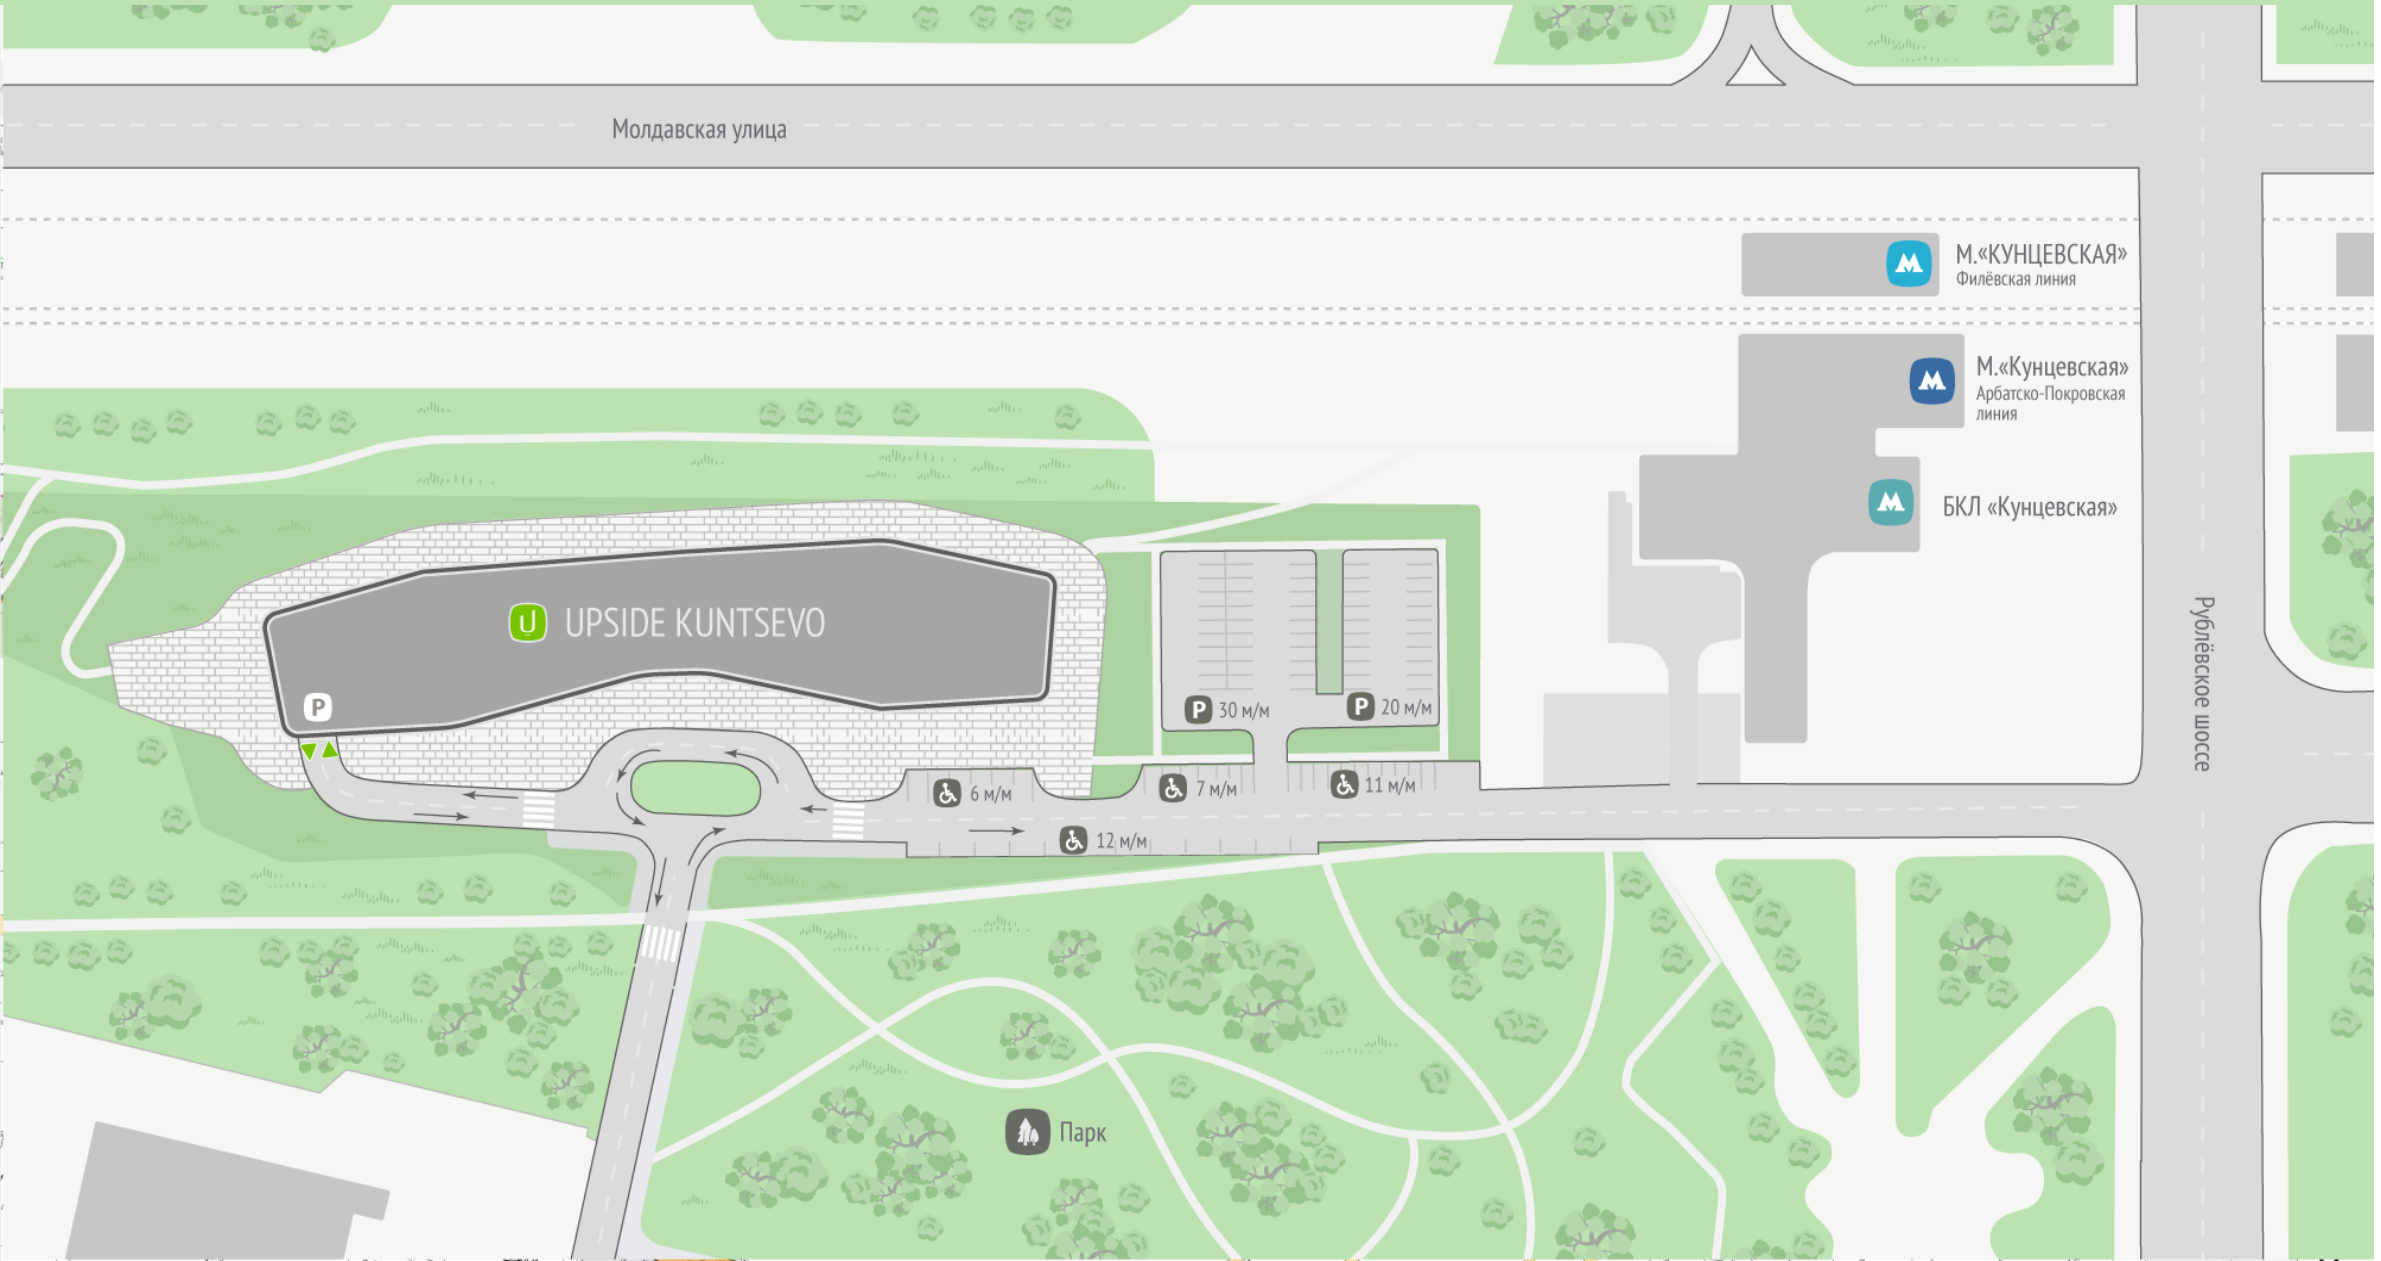 Молдавская улица
М.«КУНЦЕВСКАЯ»
Филёвская линия
М.«Кунцевская»
Арбатско-Покровская
линия
БКЛ «Кунцевская»
Рублёвское шоссе
U UPSIDE KUNTSEVO
P
P 30 м/м
P 20 м/м
6 м/м
7 м/м
11 м/м
12 м/м
Парк